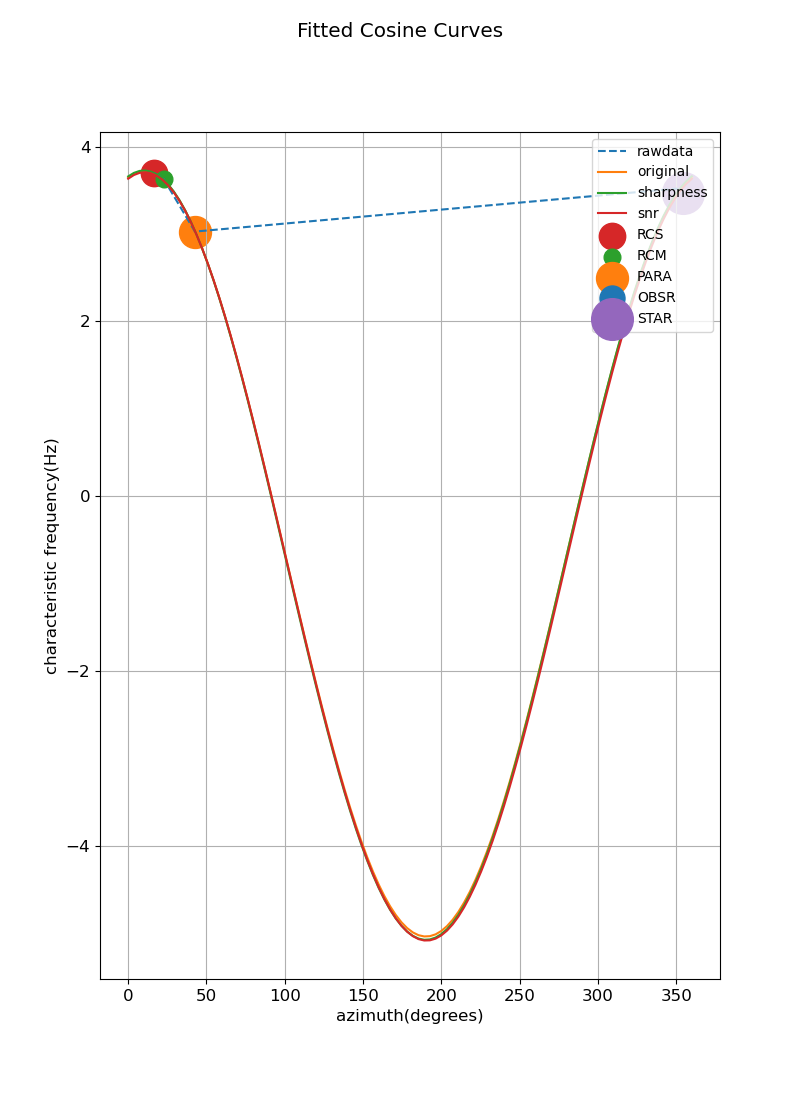 Fitted Cosine Curves
4
2
0
−2
−4
characteristic frequency(Hz)
rawdata
original
sharpness
snr
RCS
RCM
PARA
OBSR
STAR
0 50 100 150 200 250 300 350
azimuth(degrees)